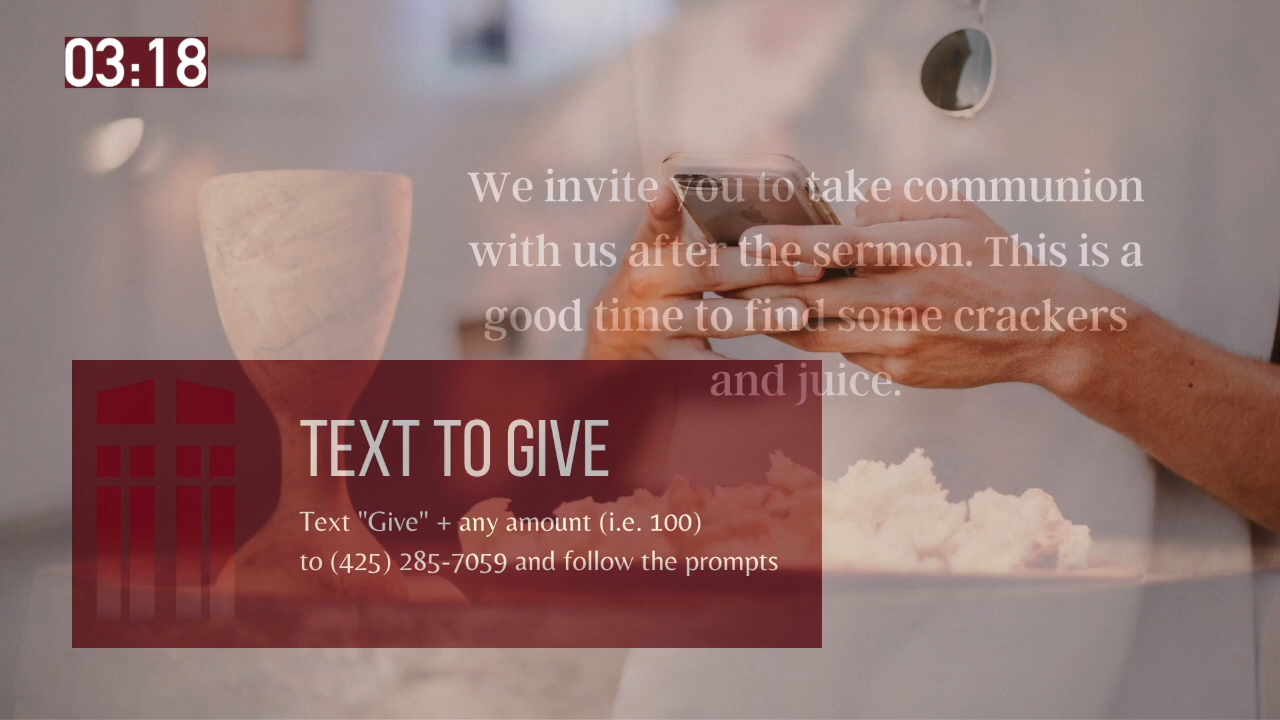 03:18
We invite you to take communion
with us after the sermon. This is a
good time to find some crackers
and juice.
TEXT TO GIVE
Text "Give" + any amount (i.e. 100)
to (425) 285-7059 and follow the prompts